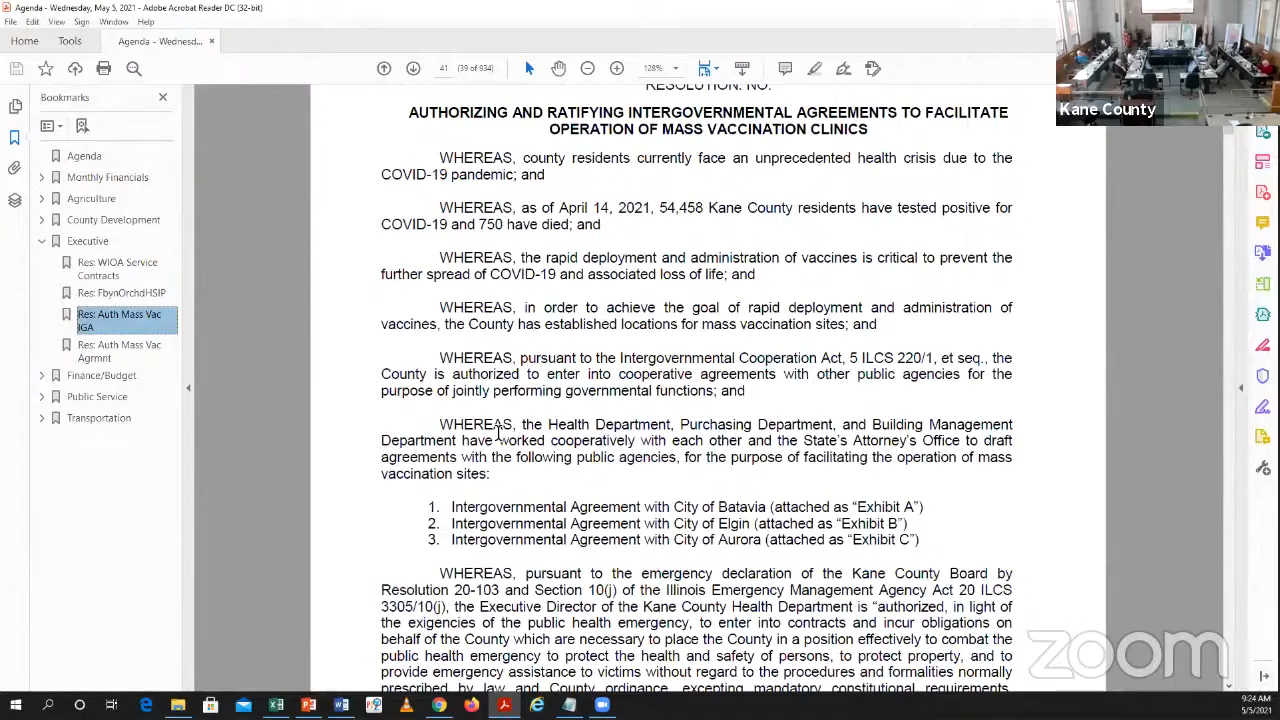 Agenda - Wednesday, May 5, 2021 - Adobe Acrobat Reader DC (32-bit)
File Edit View Sign Window Help
Home Tools Agenda - Wednesd... ×
41 (39 of 934) 128%
Bookmarks
Agenda
Monthly Financials
Agriculture
County Development
Executive
Res: WIOA Service
Contracts
Res: FbynOrchdHSIP
Res: Auth Mass Vac
IGA
Res: Auth Mass Vac
Agrmnt
Finance/Budget
Public Service
Transportation
RESOLUTION: NO.
AUTHORIZING AND RATIFYING INTERGOVERNMENTAL AGREEMENTS TO FACILITATE
OPERATION OF MASS VACCINATION CLINICS
WHEREAS, county residents currently face an unprecedented health crisis due to the
COVID-19 pandemic; and
WHEREAS, as of April 14, 2021, 54,458 Kane County residents have tested positive for
COVID-19 and 750 have died; and
WHEREAS, the rapid deployment and administration of vaccines is critical to prevent the
further spread of COVID-19 and associated loss of life; and
WHEREAS, in order to achieve the goal of rapid deployment and administration of
vaccines, the County has established locations for mass vaccination sites; and
WHEREAS, pursuant to the Intergovernmental Cooperation Act, 5 ILCS 220/1, et seq., the
County is authorized to enter into cooperative agreements with other public agencies for the
purpose of jointly performing governmental functions; and
WHEREAS, the Health Department, Purchasing Department, and Building Management
Department have worked cooperatively with each other and the State's Attorney's Office to draft
agreements with the following public agencies, for the purpose of facilitating the operation of mass
vaccination sites:
1. Intergovernmental Agreement with City of Batavia (attached as “Exhibit A”)
2. Intergovernmental Agreement with City of Elgin (attached as “Exhibit B”)
3. Intergovernmental Agreement with City of Aurora (attached as “Exhibit C”)
WHEREAS, pursuant to the emergency declaration of the Kane County Board by
Resolution 20-103 and Section 10(j) of the Illinois Emergency Management Agency Act 20 ILCS
3305/10(j), the Executive Director of the Kane County Health Department is “authorized, in light of
the exigencies of the public health emergency, to enter into contracts and incur obligations on
behalf of the County which are necessary to place the County in a position effectively to combat the
public health emergency to protect the health and safety of persons, to protect property, and to
provide emergency assistance to victims without regard to the procedures and formalities normally
prescribed by law and County ordinance, excepting mandatory constitutional requirements,
Kane County
zoom
9:24 AM
5/5/2021